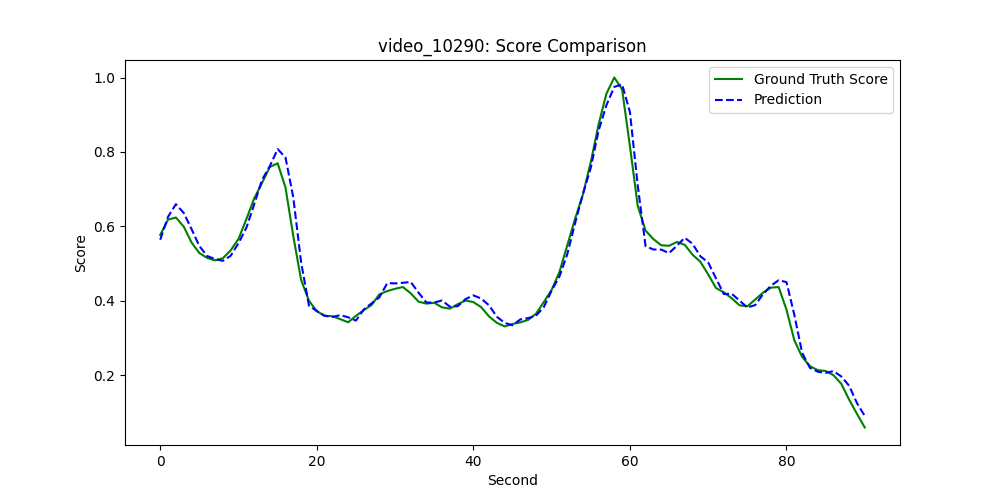 video_10290: Score Comparison
Ground Truth Score
Prediction
Score
1.0
0.8
0.6
0.4
0.2
0 20 40 60 80
Second